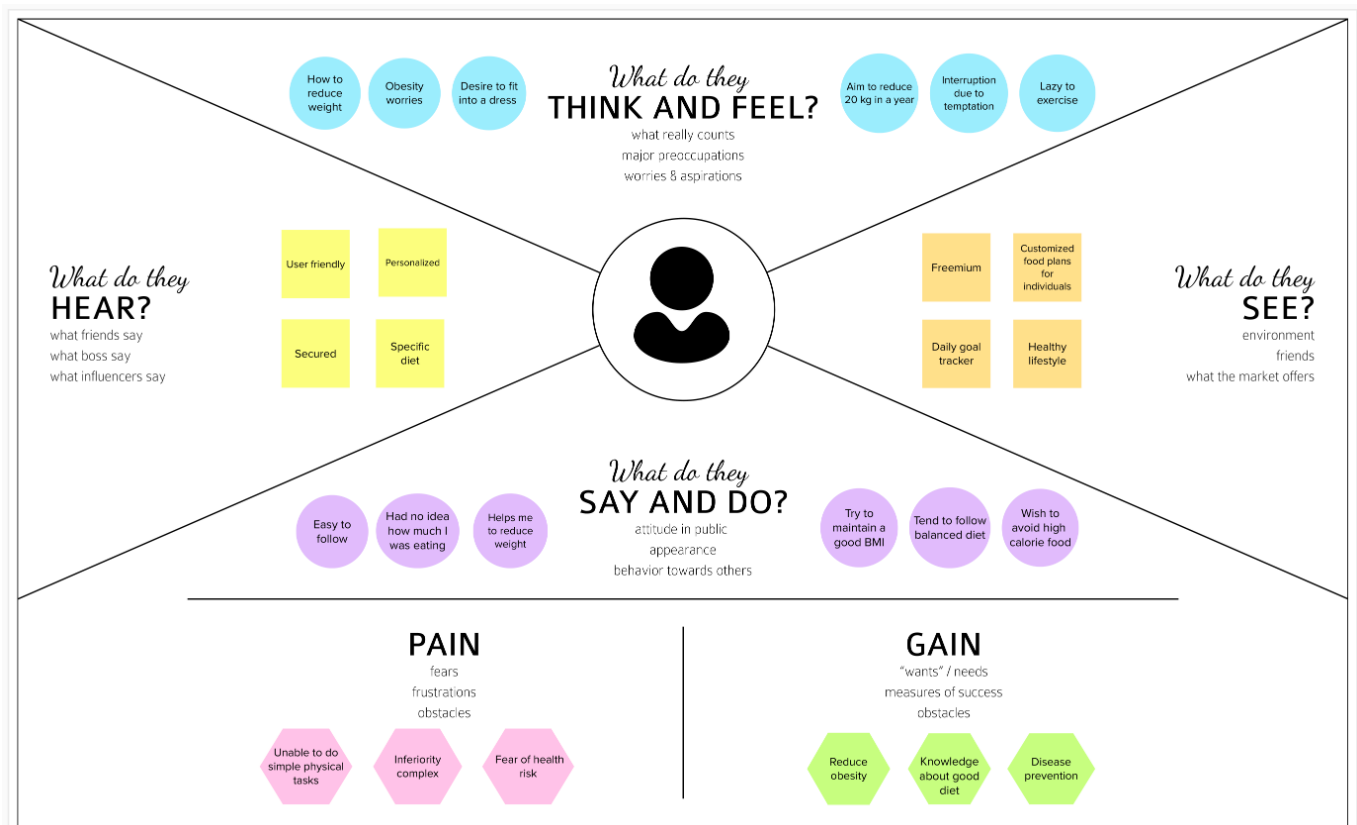 How to
reduce
weight
Obesity
worries
Desire to fit
into a dress
What do they
THINK AND FEEL?
what really counts
major preoccupations
worries & aspirations
Aim to reduce
20 kg in a year
Interruption
due to
temptation
Lazy to
exercise
What do they
HEAR?
what friends say
what boss say
what influencers say
User friendly
Personalized
Secured
Specific
diet
Freemium
Customized
food plans
for
individuals
Daily goal
tracker
Healthy
lifestyle
What do they
SEE?
environment
friends
what the market offers
What do they
SAY AND DO?
attitude in public
appearance
behavior towards others
Easy to
follow
Had no idea
how much I
was eating
Helps me
to reduce
weight
Try to
maintain a
good BMI
Tend to follow
balanced diet
Wish to
avoid high
calorie food
PAIN
fears
frustrations
obstacles
Unable to do
simple physical
tasks
Inferiority
complex
Fear of health
risk
GAIN
"wants" / needs
measures of success
obstacles
Reduce
obesity
Knowledge
about good
diet
Disease
prevention